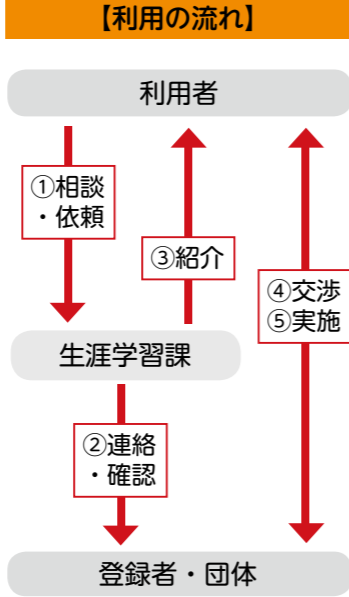 【利用の流れ】
利用者
①相談
・依頼
③紹介
④交渉
⑤実施
生涯学習課
②連絡
・確認
登録者・団体